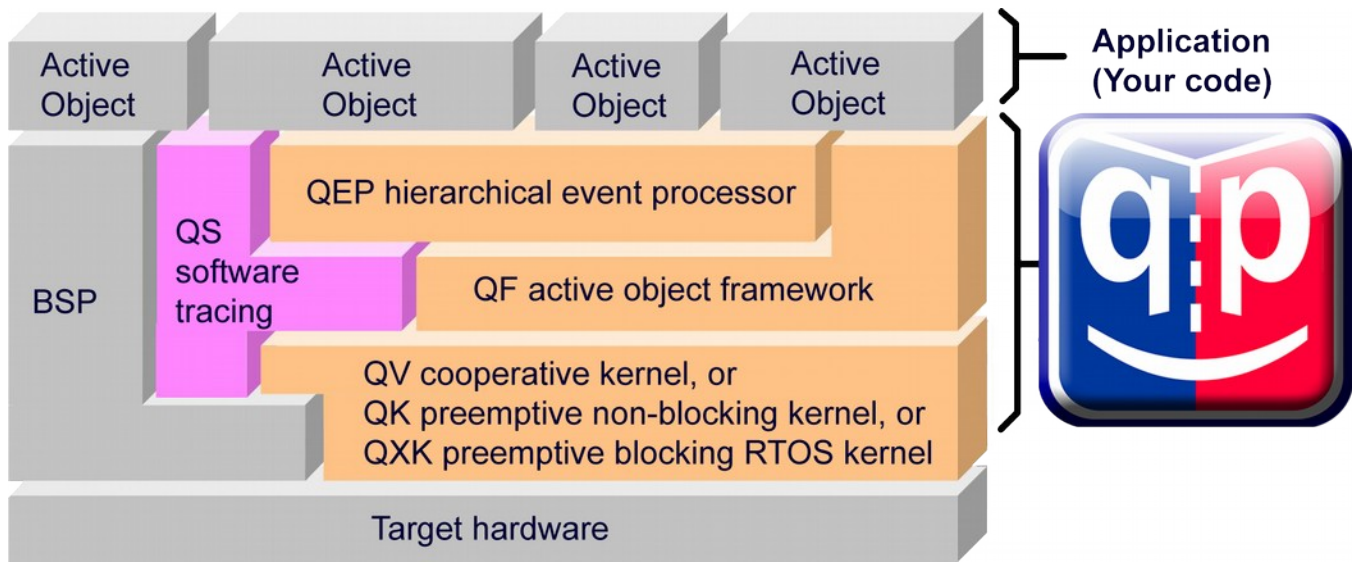 Active
Object
Active
Object
Active
Object
Active
Object
Application
(Your code)
QEP hierarchical event processor
QS
software
tracing
BSP
QF active object framework
QV cooperative kernel, or
QK preemptive non-blocking kernel, or
QXK preemptive blocking RTOS kernel
Target hardware
qp